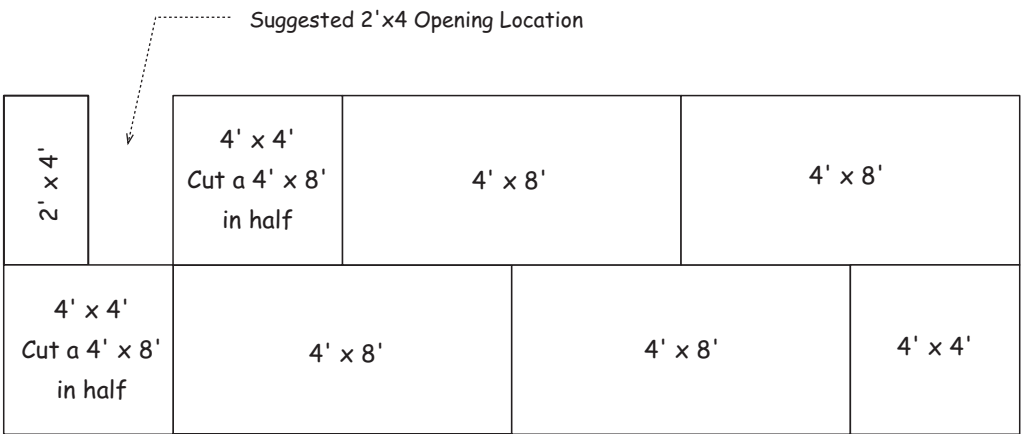 Suggested 2'x4 Opening Location
2' x 4'
4' x 4'
Cut a 4' x 8'
in half
4' x 8'
4' x 8'
4' x 4'
Cut a 4' x 8'
in half
4' x 8'
4' x 8'
4' x 4'